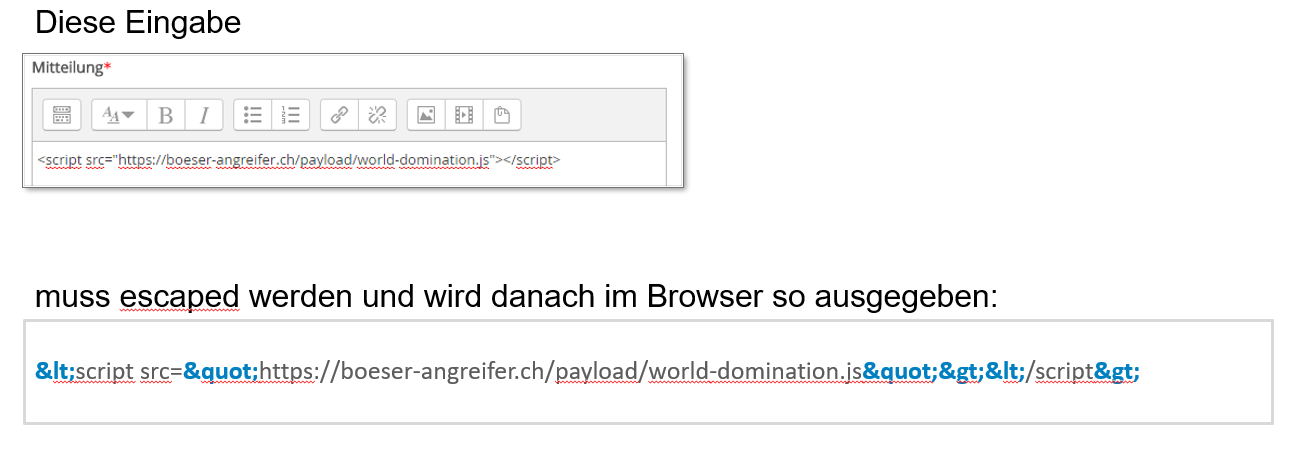 Diese Eingabe
Mitteilung*
<script src="https://boeser-angreifer.ch/payload/world-domination.js"></script>
muss escaped werden und wird danach im Browser so ausgegeben:
&lt;script src=&quot;https://boeser-angreifer.ch/payload/world-domination.js&quot;&gt;&lt;/script&gt;